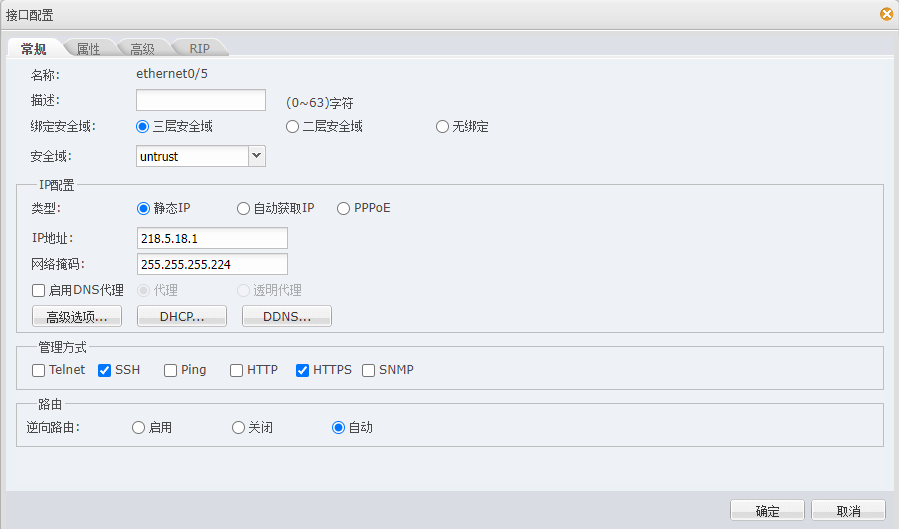 接口配置
常规 属性 高级 RIP
名称: ethernet0/5
描述: (0~63)字符
绑定安全域: 三层安全域 二层安全域 无绑定
安全域: untrust
IP配置
类型: 静态IP 自动获取IP PPPoE
IP地址: 218.5.18.1
网络掩码: 255.255.255.224
启用DNS代理 代理 透明代理
高级选项... DHCP... DDNS...
管理方式
Telnet SSH Ping HTTP HTTPS SNMP
路由
逆向路由: 启用 关闭 自动
确定 取消